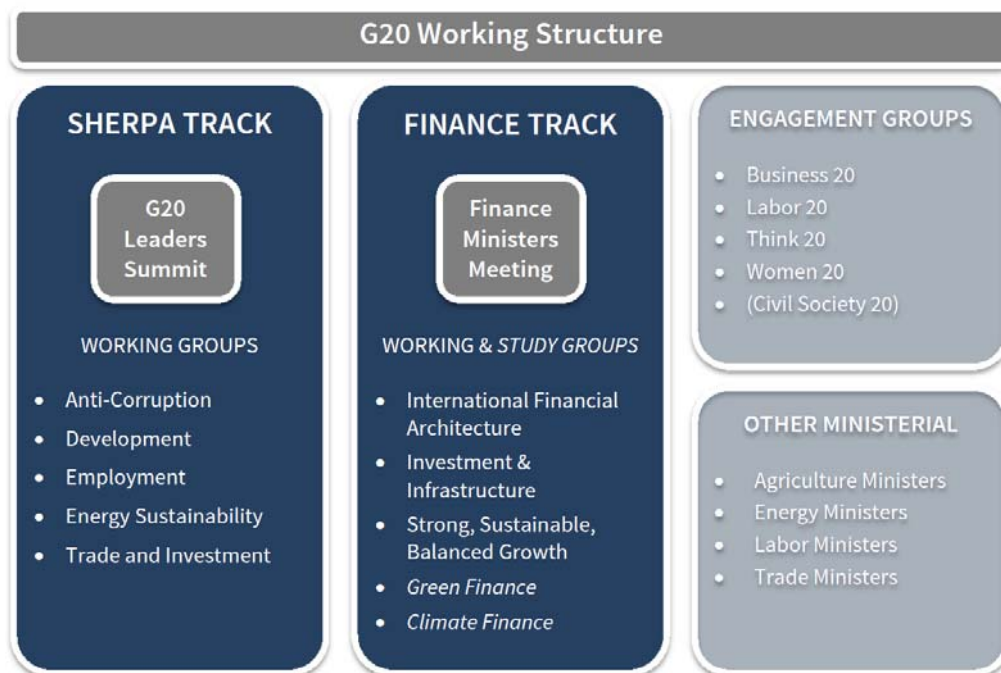 G20 Working Structure
SHERPA TRACK
G20
Leaders
Summit
WORKING GROUPS
• Anti-Corruption
• Development
• Employment
• Energy Sustainability
• Trade and Investment
FINANCE TRACK
Finance
Ministers
Meeting
WORKING & STUDY GROUPS
• International Financial
Architecture
• Investment &
Infrastructure
• Strong, Sustainable,
Balanced Growth
• Green Finance
• Climate Finance
ENGAGEMENT GROUPS
• Business 20
• Labor 20
• Think 20
• Women 20
• (Civil Society 20)
OTHER MINISTERIAL
• Agriculture Ministers
• Energy Ministers
• Labor Ministers
• Trade Ministers